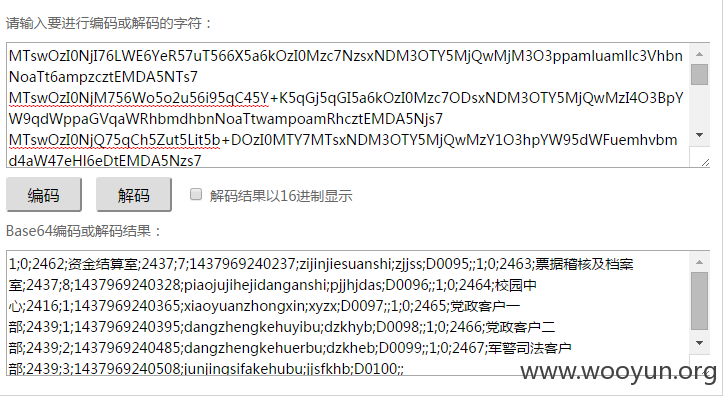 请输入要进行编码或解码的字符：
MTswOzI0NjI76LWE6YeR57uT566X5a6kOzI0Mzc7NzsxNDM3OTY5MjQwMjM3O3ppamluamllc3Vhbn
NoaTt6ampzcztEMDA5NTs7
MTswOzI0NjM756Wo5o2u56i95qC45Y+K5qGj5qGI5a6kOzI0Mzc7ODsxNDM3OTY5MjQwMzI4O3BpY
W9qdWppaGVqaWRhbmdhbnNoaTtwampoamRhcztEMDA5Njs7
MTswOzI0NjQ75qCh5Zut5Lit5b+DOzI0MTY7MTsxNDM3OTY5MjQwMzY1O3hpYW95dWFuemhvbm
d4aW47eHl6eDtEMDA5Nzs7
编码
解码
解码结果以16进制显示
Base64编码或解码结果：
1;0;2462;资金结算室;2437;7;1437969240237;zijinjiesuanshi;zjjss;D0095;;1;0;2463;票据稽核及档案
室;2437;8;1437969240328;piaojujihejidanganshi;pjjhjdas;D0096;;1;0;2464;校园中
心;2416;1;1437969240365;xiaoyuanzhongxin;xyzx;D0097;;1;0;2465;党政客户一
部;2439;1;1437969240395;dangzhengkehuyibu;dzkhyb;D0098;;1;0;2466;党政客户二
部;2439;2;1437969240485;dangzhengkehuerbu;dzkheb;D0099;;1;0;2467;军警司法客户
部;2439;3;1437969240508;junjingsifakehubu;jjsfkhb;D0100;;
www.wooyun.org